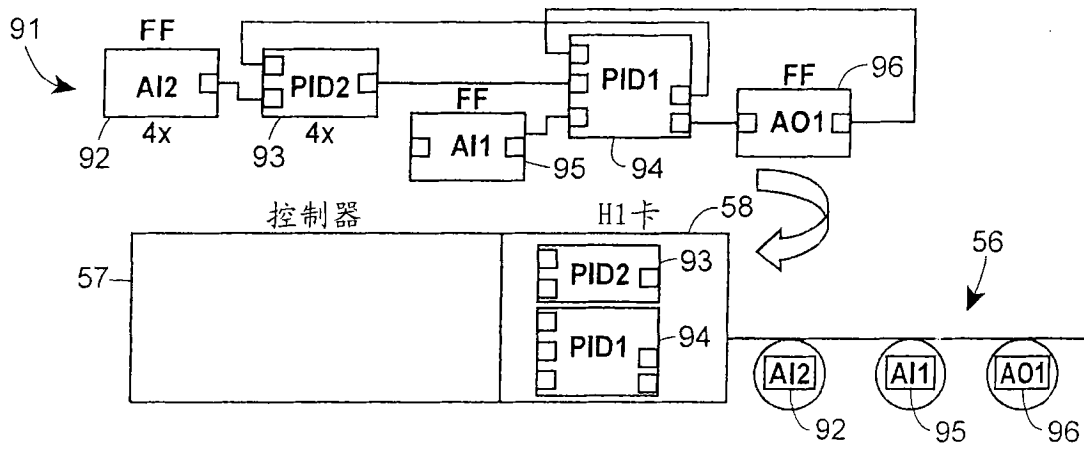 91
FF
AI2
4x
92
PID2
4x
93
FF
AI1
95
PID1
94
FF
AO1
96
控制器
H1卡
58
57
PID2
93
PID1
94
56
AI2
92
AI1
95
AO1
96